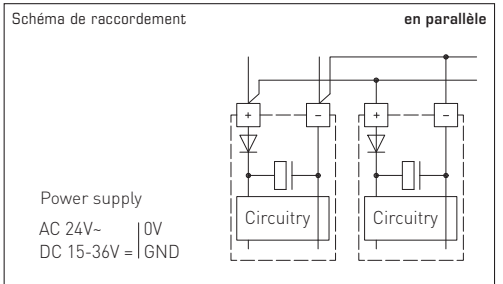 Schéma de raccordement en parallèle
+ − + −
Power supply
Circuitry Circuitry
AC 24V~ | 0V
DC 15-36V = | GND